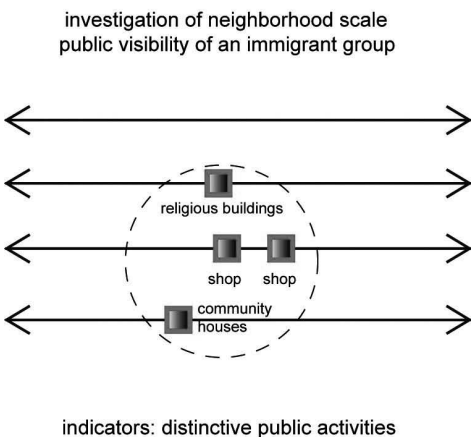 investigation of neighborhood scale
public visibility of an immigrant group
religious buildings
shop shop
community
houses
indicators: distinctive public activities